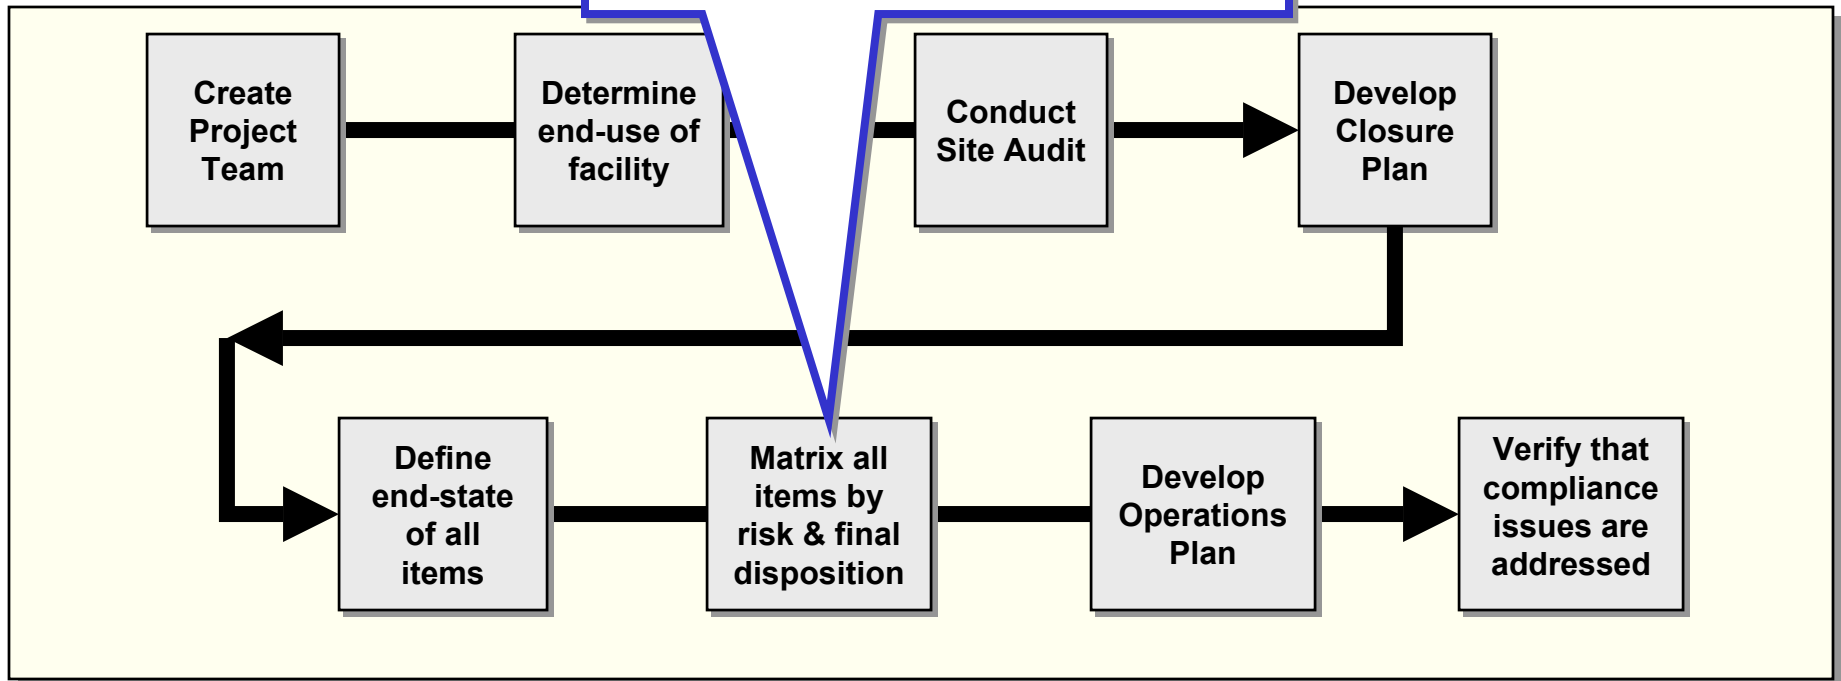 Create
Project
Team
Determine
end-use of
facility
Conduct
Site Audit
Develop
Closure
Plan
Define
end-state
of all
items
Matrix all
items by
risk & final
disposition
Develop
Operations
Plan
Verify that
compliance
issues are
addressed